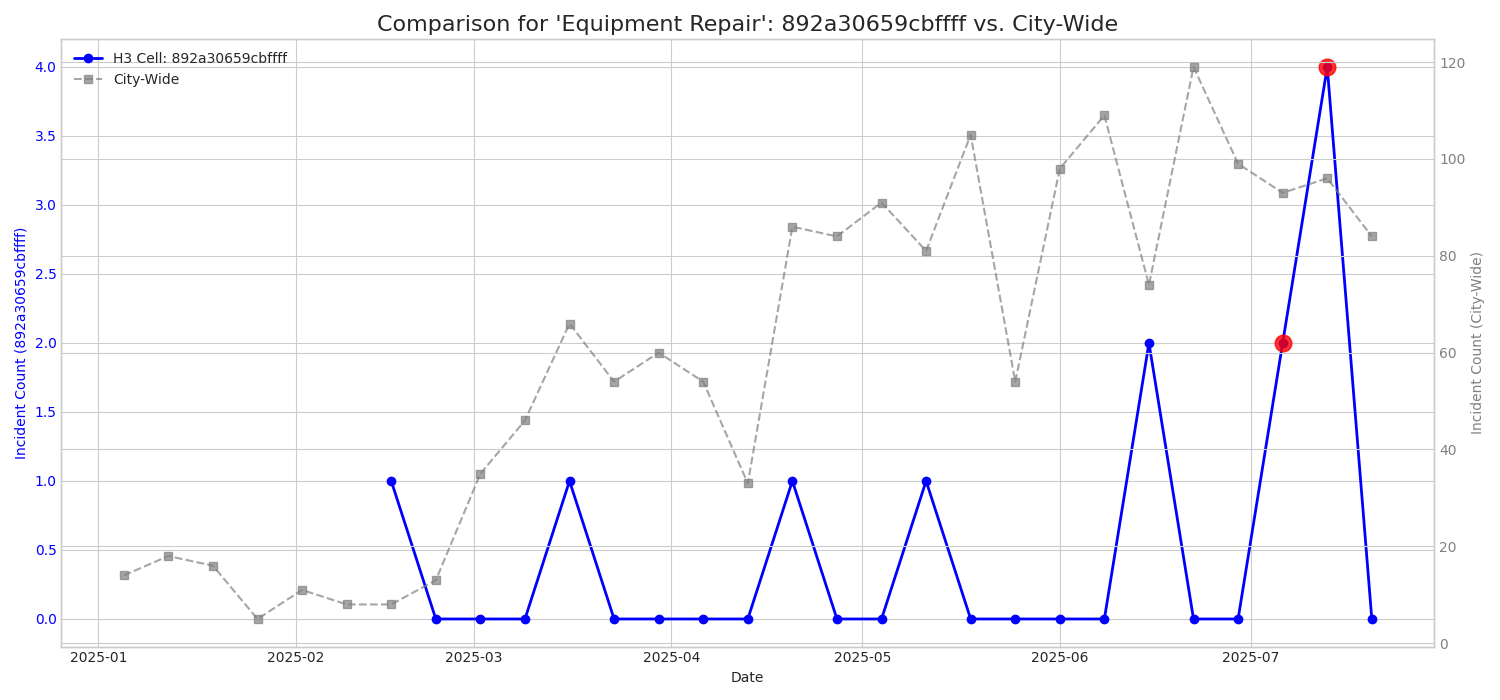 Comparison for 'Equipment Repair': 892a30659cbffff vs. City-Wide
H3 Cell: 892a30659cbffff
City-Wide
Incident Count (892a30659cbffff)
4.0
3.5
3.0
2.5
2.0
1.5
1.0
0.5
0.0
120
100
80
60
40
20
0
Incident Count (City-Wide)
2025-01 2025-02 2025-03 2025-04 2025-05 2025-06 2025-07
Date